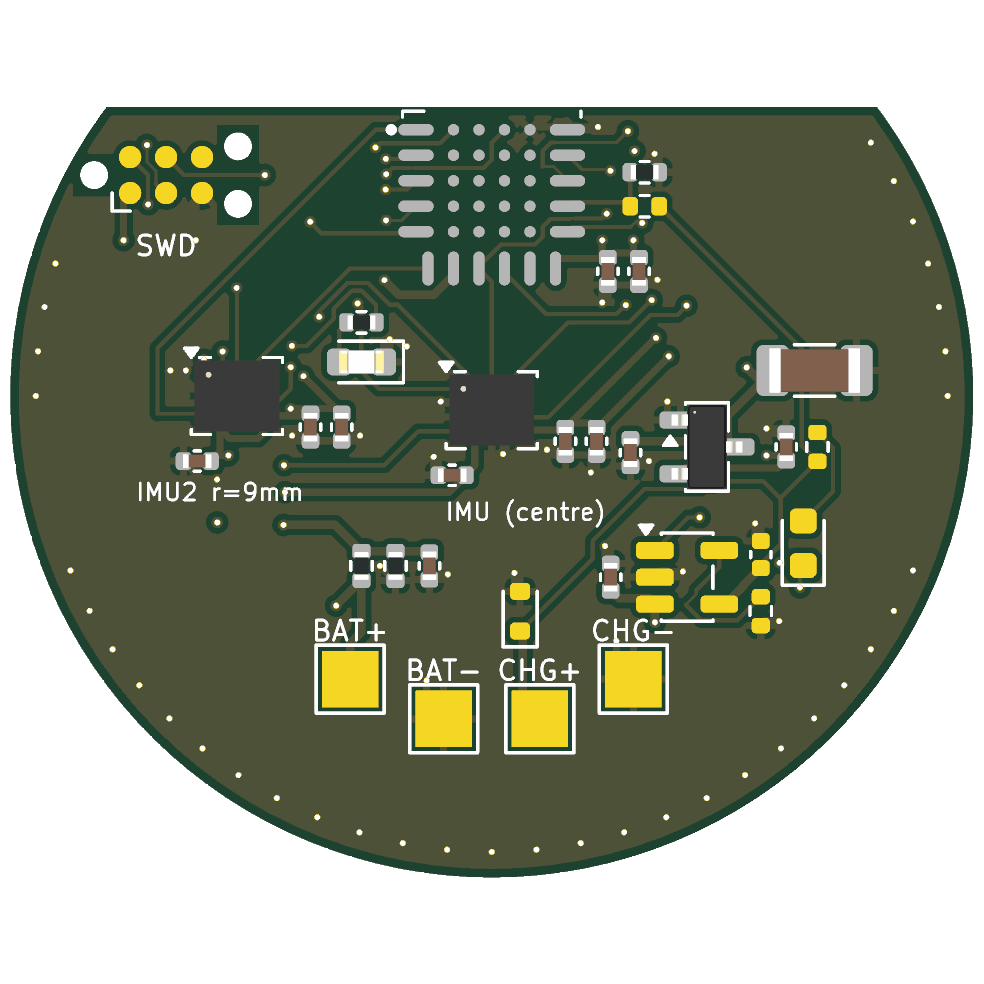 SWD
IMU2 r=9mm
IMU (centre)
BAT+
CHG-
BAT-
CHG+